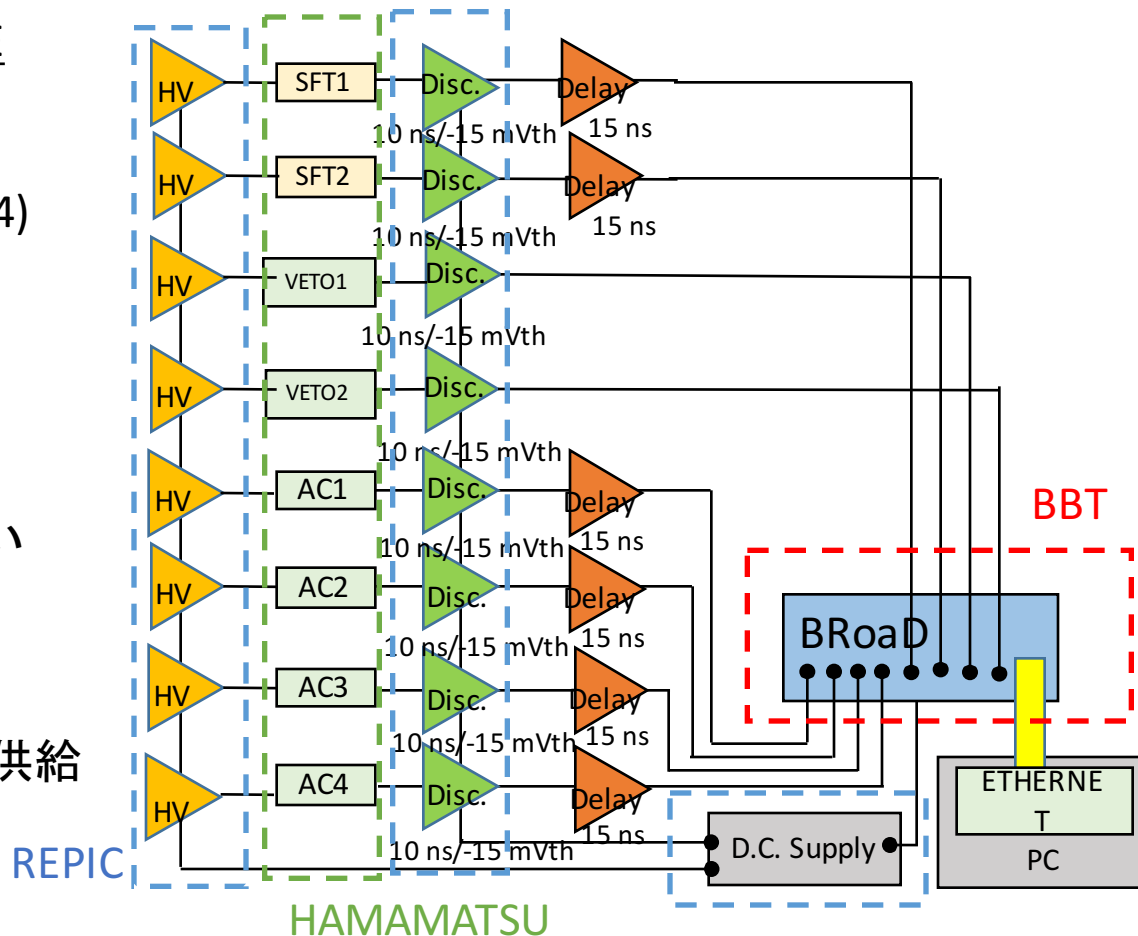 4)
い
供給
REPIC
HAMAMATSU
BBT
HV
SFT1
Disc.
Delay
10 ns/-15 mVth
15 ns
HV
SFT2
Disc.
Delay
10 ns/-15 mVth
15 ns
HV
VETO1
Disc.
10 ns/-15 mVth
HV
VETO2
Disc.
10 ns/-15 mVth
HV
AC1
Disc.
Delay
10 ns/-15 mVth
15 ns
HV
AC2
Disc.
Delay
10 ns/-15 mVth
15 ns
HV
AC3
Disc.
Delay
10 ns/-15 mVth
15 ns
HV
AC4
Disc.
Delay
10 ns/-15 mVth
15 ns
BRoaD
D.C. Supply
ETHERNE
T
PC